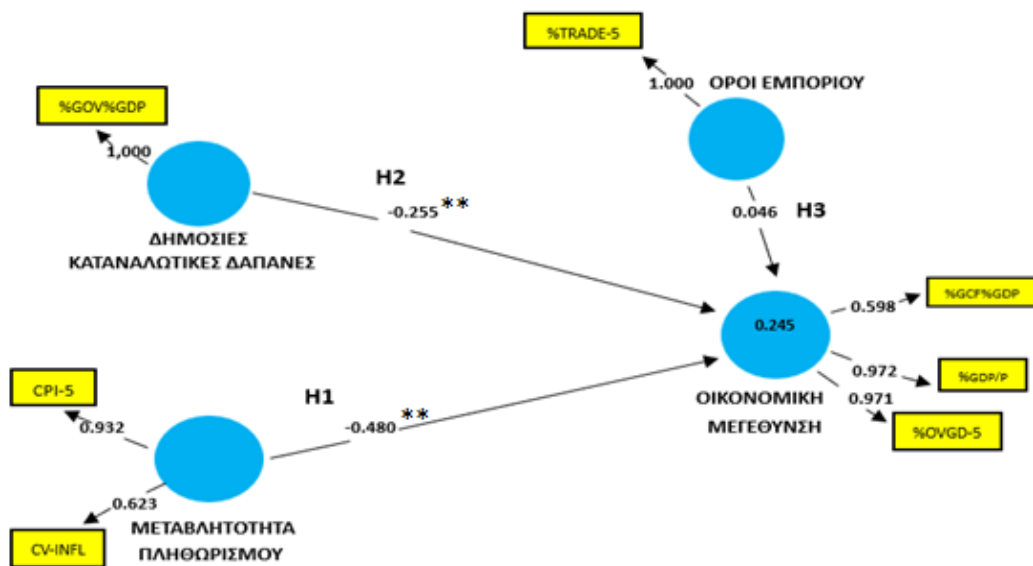 %TRADE-5
1.000
ΟΡΟΙ ΕΜΠΟΡΙΟΥ
%GOV%GDP
1,000
H2
-0.255**
0.046
H3
ΔΗΜΟΣΙΕΣ
ΚΑΤΑΝΑΛΩΤΙΚΕΣ ΔΑΠΑΝΕΣ
%GCF%GDP
0.598
0.245
CPI-5
0.932
H1
-0.480**
0.972
%GDP/P
0.971
%OVGD-5
ΟΙΚΟΝΟΜΙΚΗ
ΜΕΓΕΘΥΝΣΗ
0.623
CV-INFL
ΜΕΤΑΒΛΗΤΟΤΗΤΑ
ΠΛΗΘΩΡΙΣΜΟΥ